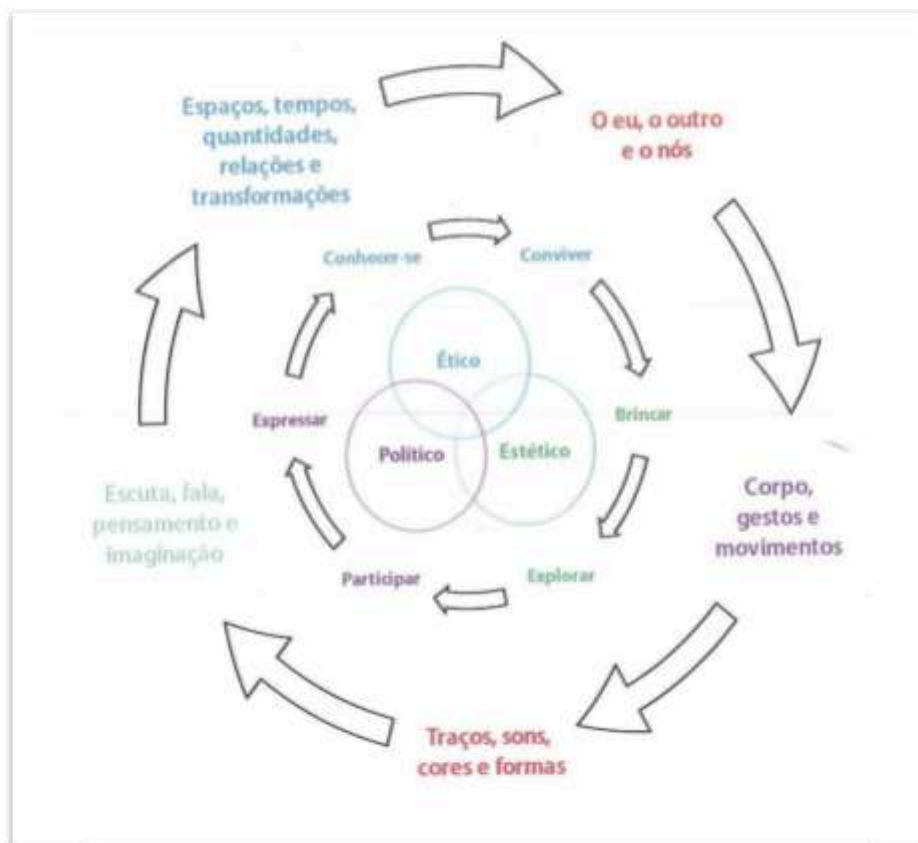 Espaços, tempos,
quantidades,
relações e
transformações
O eu, o outro
e o nós
Conhecer-se
Conviver
Ético
Expressar
Brincar
Político
Estético
Escuta, fala,
pensamento e
imaginação
Corpo,
gestos e
movimentos
Participar
Explorar
Traços, sons,
cores e formas